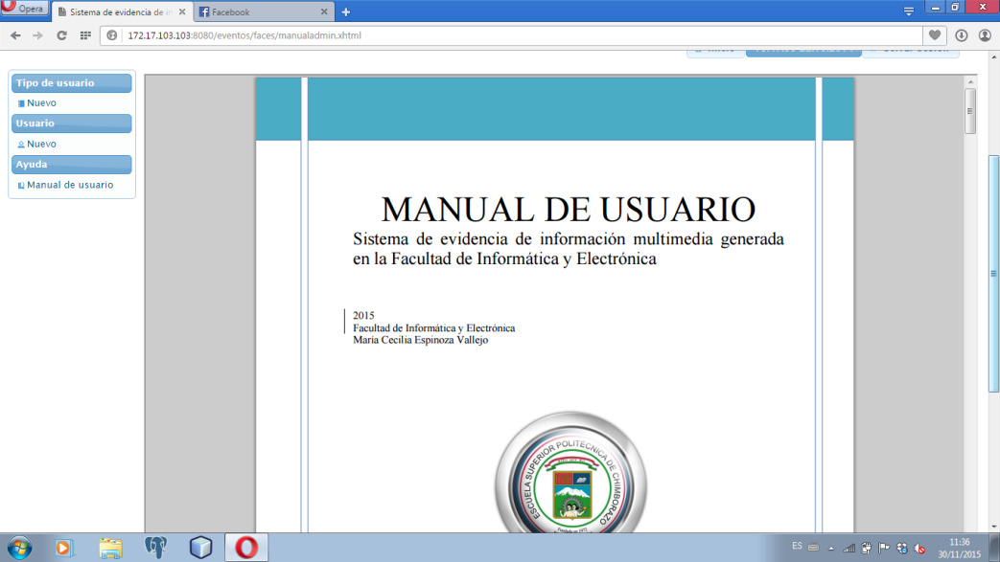 Opera
Sistema de evidencia de in
Facebook
172.17.103.103:8080/eventos/faces/manualadmin.xhtml
Tipo de usuario
Nuevo
Usuario
Nuevo
Ayuda
Manual de usuario
MANUAL DE USUARIO
Sistema de evidencia de información multimedia generada
en la Facultad de Informática y Electrónica
2015
Facultad de Informática y Electrónica
Maria Cecilia Espinoza Vallejo
ESCUELA SUPERIOR POLITECNICA DE CHIMBORAZO
ES
11:36
30/11/2015